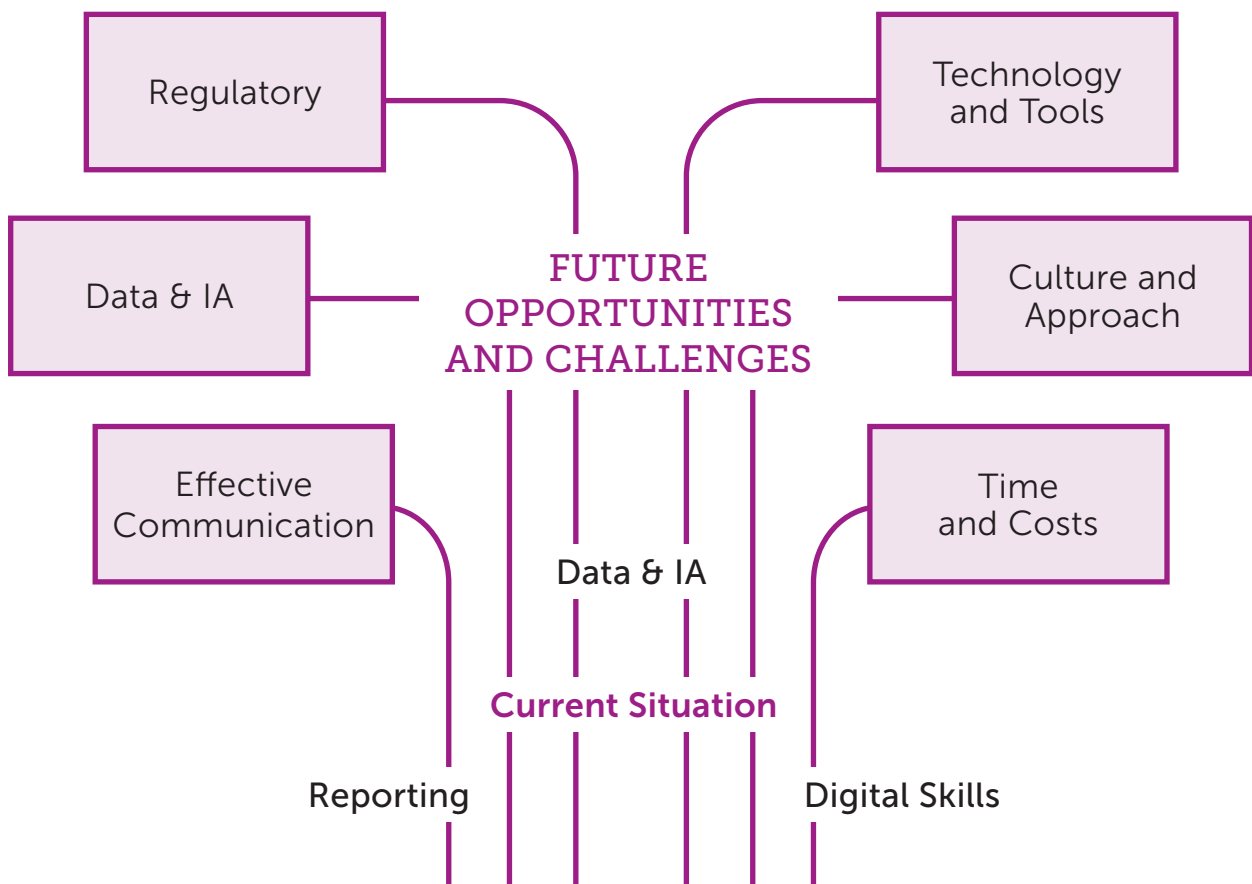 Regulatory
Technology
and Tools
Data & IA
FUTURE
OPPORTUNITIES
AND CHALLENGES
Culture and
Approach
Effective
Communication
Time
and Costs
Data & IA
Current Situation
Reporting
Digital Skills